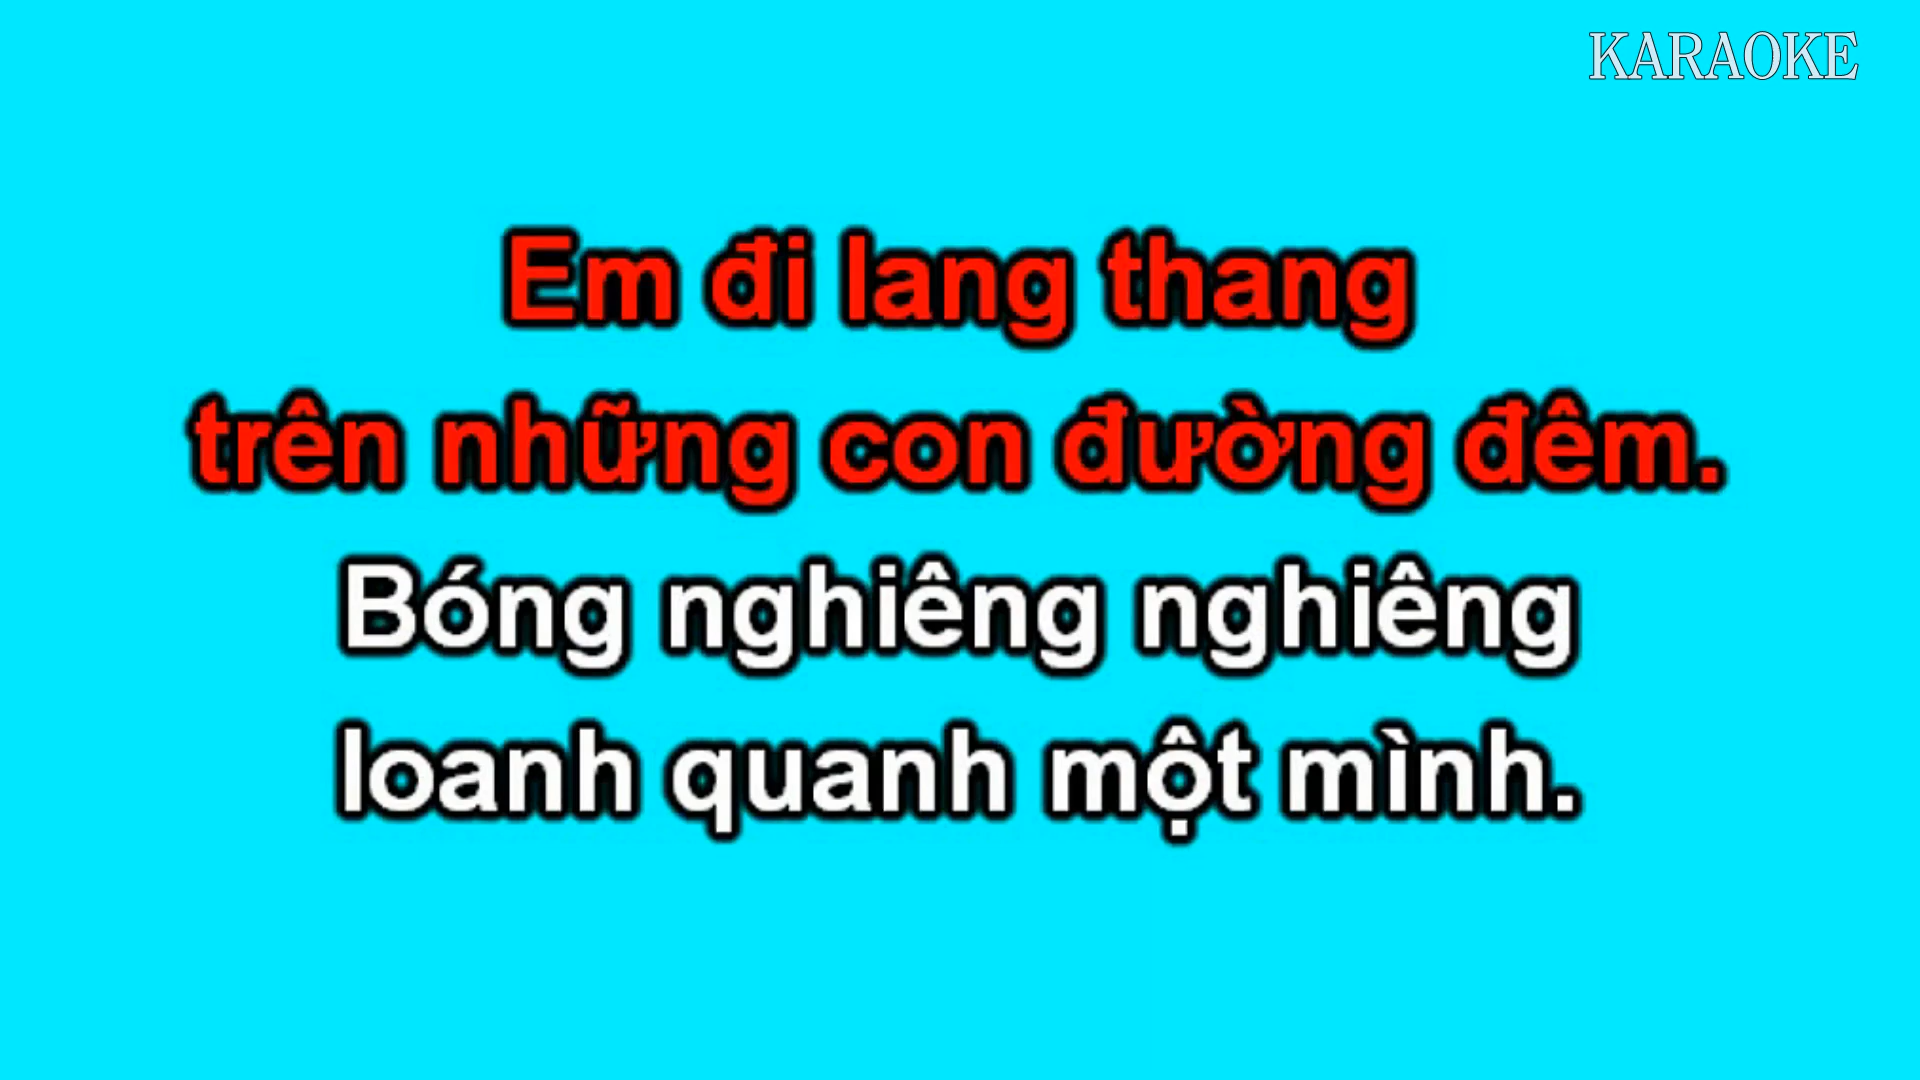 KARAOKE
Em đi lang thang
trên những con đường đêm.
Bóng nghiêng nghiêng
loanh quanh một mình.